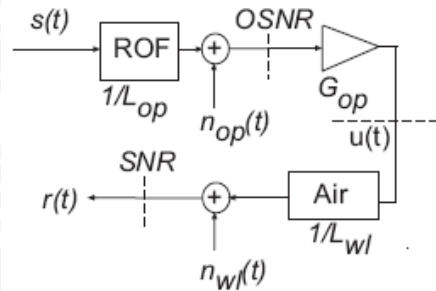 s(t)
ROF
+
OSNR
1/L_op
n_op(t)
G_op
u(t)
SNR
r(t)
+
Air
1/L_wl
n_wl(t)